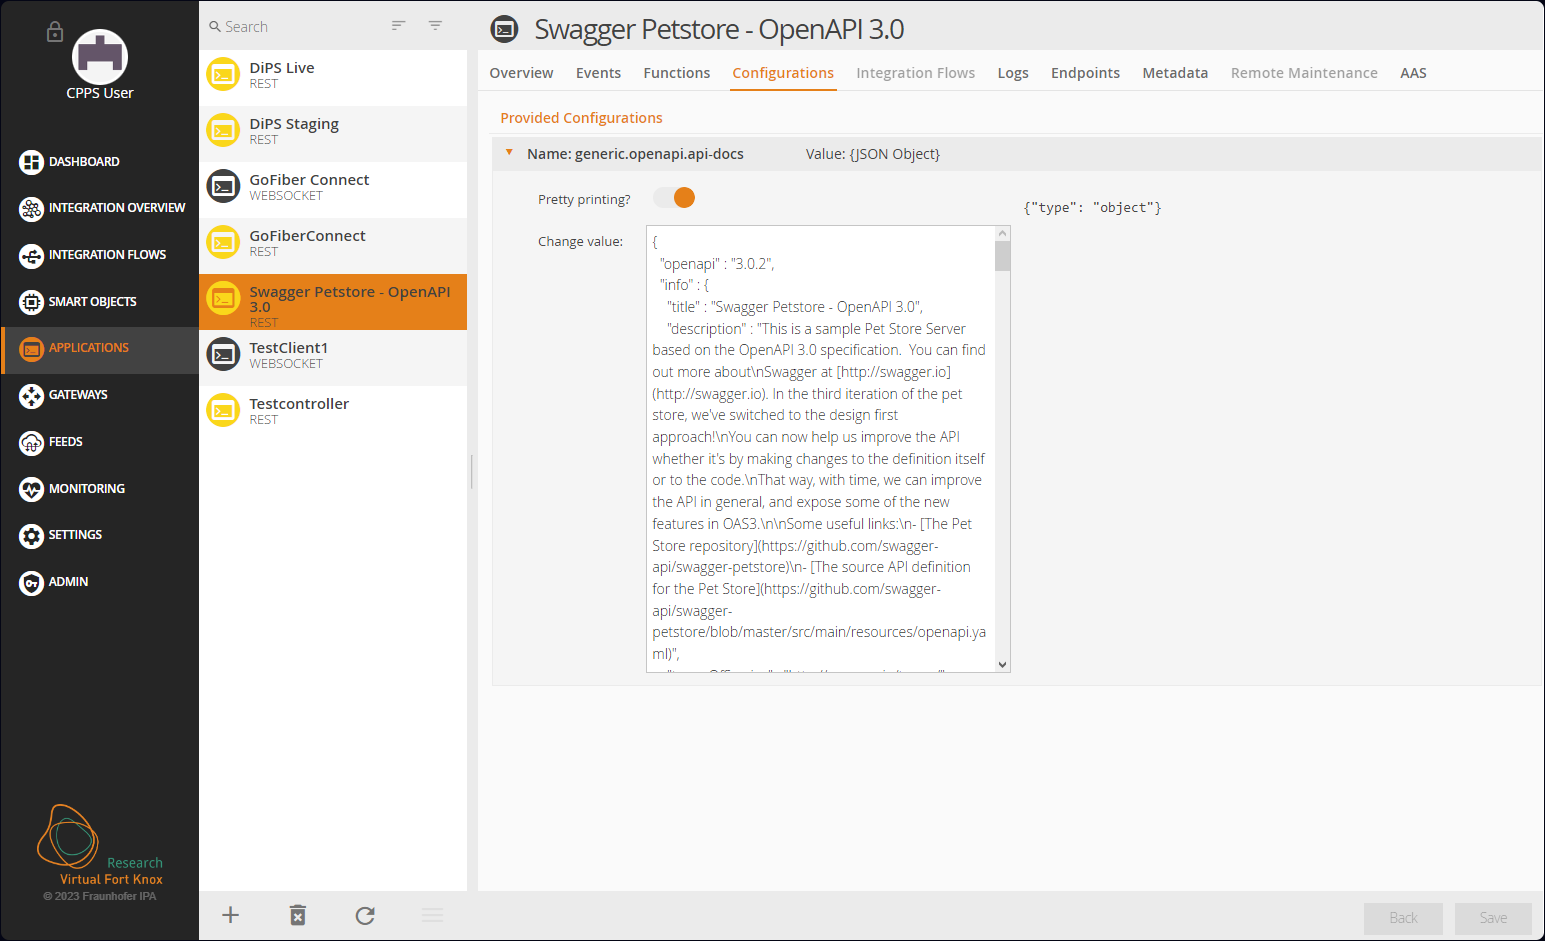 CPPS User
DASHBOARD
INTEGRATION OVERVIEW
INTEGRATION FLOWS
SMART OBJECTS
APPLICATIONS
GATEWAYS
FEEDS
MONITORING
SETTINGS
ADMIN
Research
Virtual Fort Knox
© 2023 Fraunhofer IPA
Search
DiPS Live
REST
DiPS Staging
REST
GoFiber Connect
WEBSOCKET
GoFiberConnect
REST
Swagger Petstore - OpenAPI
3.0
REST
TestClient1
WEBSOCKET
Testcontroller
REST
Swagger Petstore - OpenAPI 3.0
Overview Events Functions Configurations Integration Flows Logs Endpoints Metadata Remote Maintenance AAS
Provided Configurations
Name: generic.openapi.api-docs Value: {JSON Object}
Pretty printing?
{"type": "object"}
Change value:
{
"openapi" : "3.0.2",
"info" : {
"title" : "Swagger Petstore - OpenAPI 3.0",
"description" : "This is a sample Pet Store Server
based on the OpenAPI 3.0 specification.  You can find
out more about\nSwagger at [http://swagger.io]
(http://swagger.io). In the third iteration of the pet
store, we've switched to the design first
approach!\nYou can now help us improve the API
whether it's by making changes to the definition itself
or to the code.\nThat way, with time, we can improve
the API in general, and expose some of the new
features in OAS3.\n\nSome useful links:\n- [The Pet
Store repository](https://github.com/swagger-
api/swagger-petstore)\n- [The source API definition
for the Pet Store](https://github.com/swagger-
api/swagger-
petstore/blob/master/src/main/resources/openapi.ya
ml)",
Back Save